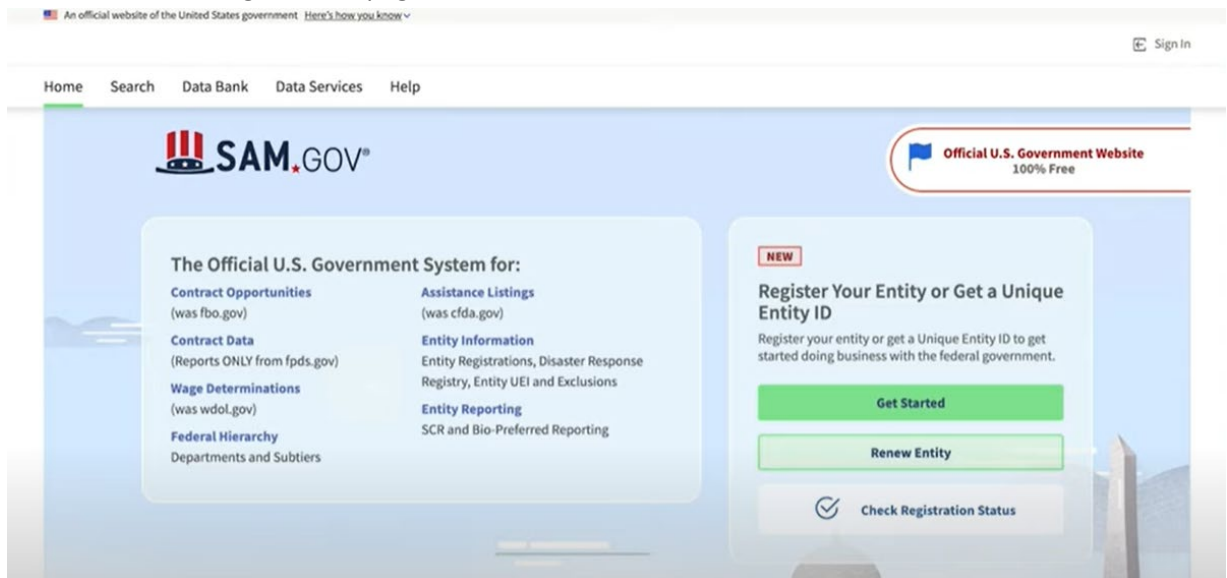 An official website of the United States government Here's how you know
Sign In
Home Search Data Bank Data Services Help
SAM.GOV®
Official U.S. Government Website
100% Free
The Official U.S. Government System for:
Contract Opportunities
(was fbo.gov)
Contract Data
(Reports ONLY from fpds.gov)
Wage Determinations
(was wdol.gov)
Federal Hierarchy
Departments and Subtiers
Assistance Listings
(was cfda.gov)
Entity Information
Entity Registrations, Disaster Response
Registry, Entity UEI and Exclusions
Entity Reporting
SCR and Bio-Preferred Reporting
NEW
Register Your Entity or Get a Unique
Entity ID
Register your entity or get a Unique Entity ID to get
started doing business with the federal government.
Get Started
Renew Entity
Check Registration Status